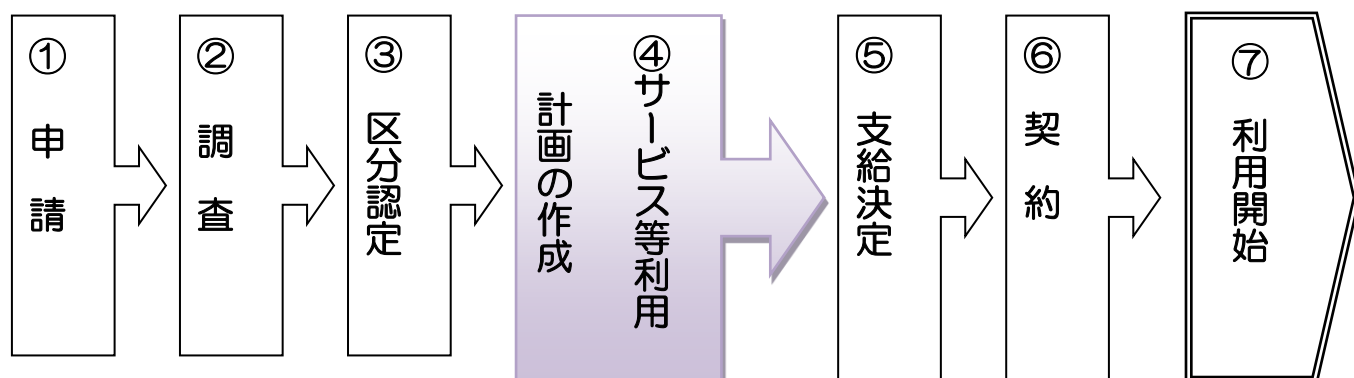 ① 申 請
② 調 査
③ 区分認定
④サービス等利用
計画の作成
⑤ 支給決定
⑥ 契 約
⑦ 利用開始